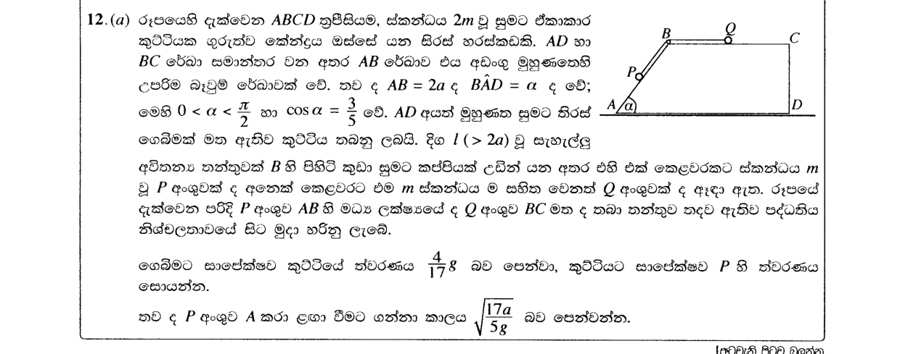 12. (a) රූපයෙහි දැක්වෙන ABCD ත්‍රපීසියම, ස්කන්ධය 2m වූ සුමට ඒකාකාර
කුට්ටියක ගුරුත්ව කේන්ද්‍රය ඔස්සේ යන සිරස් හරස්කඩකි. AD හා
BC රේඛා සමාන්තර වන අතර AB රේඛාව එය අඩංගු මුහුණතෙහි
උපරිම බෑවුම් රේඛාවක් වේ. තව ද AB = 2a ද BÂD = α ද වේ;
මෙහි 0 < α < π/2 හා cos α = 3/5 වේ. AD අයත් මුහුණත සුමට තිරස්
ගෙබිමක් මත ඇතිව කුට්ටිය තබනු ලබයි. දිග l (> 2a) වූ සැහැල්ලු
අවිතන්‍ය තන්තුවක් B හි පිහිටි කුඩා සුමට කප්පියක් උඩින් යන අතර එහි එක් කෙළවරකට ස්කන්ධය m
වූ P අංශුවක් ද අනෙක් කෙළවරට එම m ස්කන්ධය ම සහිත වෙනත් Q අංශුවක් ද ඈඳා ඇත. රූපයේ
දැක්වෙන පරිදි P අංශුව AB හි මධ්‍ය ලක්ෂ්‍යයේ ද Q අංශුව BC මත ද තබා තන්තුව තදව ඇතිව පද්ධතිය
නිශ්චලතාවයේ සිට මුදා හරිනු ලැබේ.
ගෙබිමට සාපේක්ෂව කුට්ටියේ ත්වරණය 4/17 g බව පෙන්වා, කුට්ටියට සාපේක්ෂව P හි ත්වරණය
සොයන්න.
තව ද P අංශුව A කරා ළඟා වීමට ගන්නා කාලය √(17a/5g) බව පෙන්වන්න.
B
Q
C
P
A
α
D
[පටවැනි පිටුව බලන්න